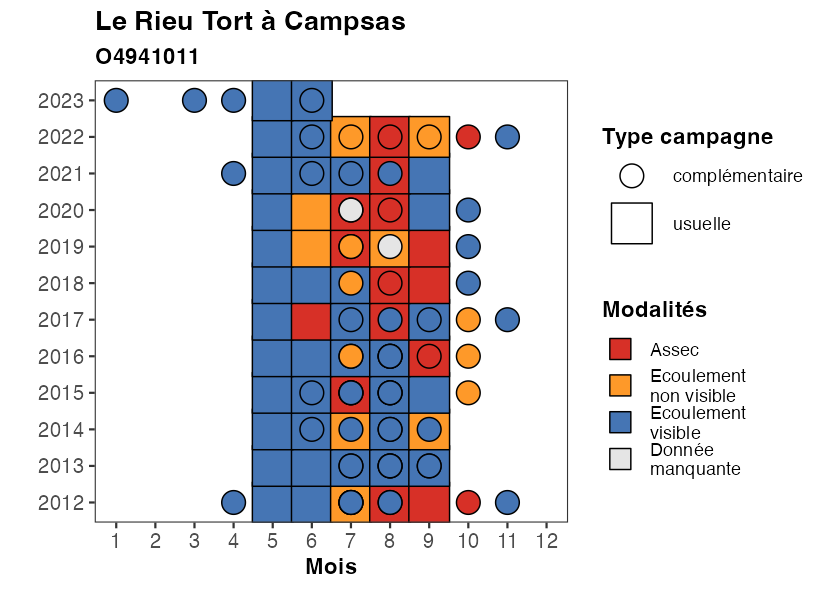 Le Rieu Tort à Campsas
O4941011
2023
2022
2021
2020
2019
2018
2017
2016
2015
2014
2013
2012
1 2 3 4 5 6 7 8 9 10 11 12
Mois
Type campagne
complémentaire
usuelle
Modalités
Assec
Ecoulement
non visible
Ecoulement
visible
Donnée
manquante